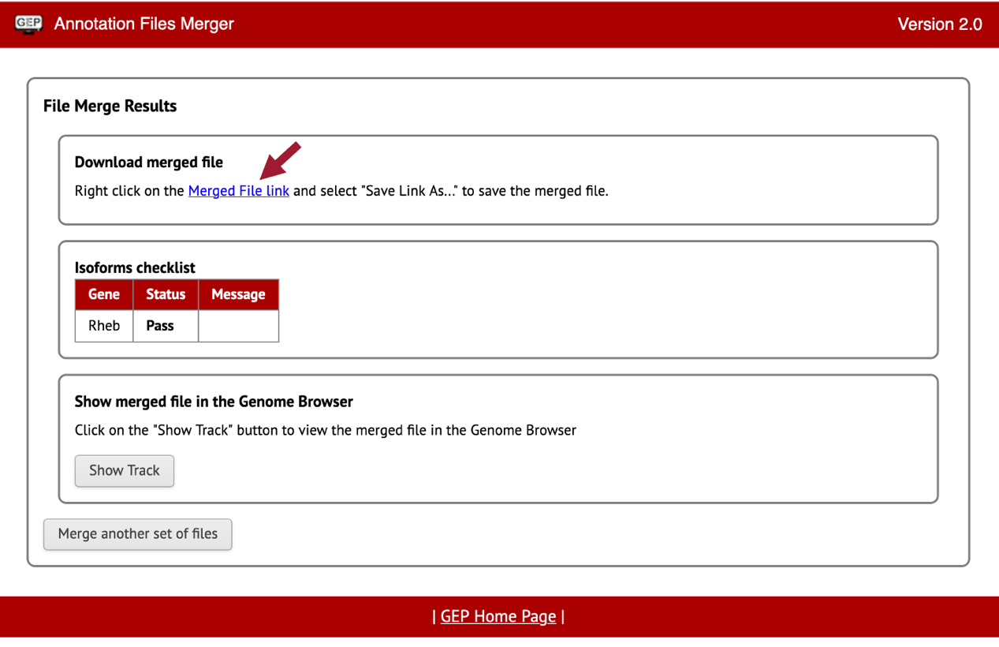 GEP Annotation Files Merger Version 2.0
File Merge Results
Download merged file
Right click on the Merged File link and select "Save Link As..." to save the merged file.
Isoforms checklist
Gene Status Message
Rheb Pass
Show merged file in the Genome Browser
Click on the "Show Track" button to view the merged file in the Genome Browser
Show Track
Merge another set of files
| GEP Home Page |